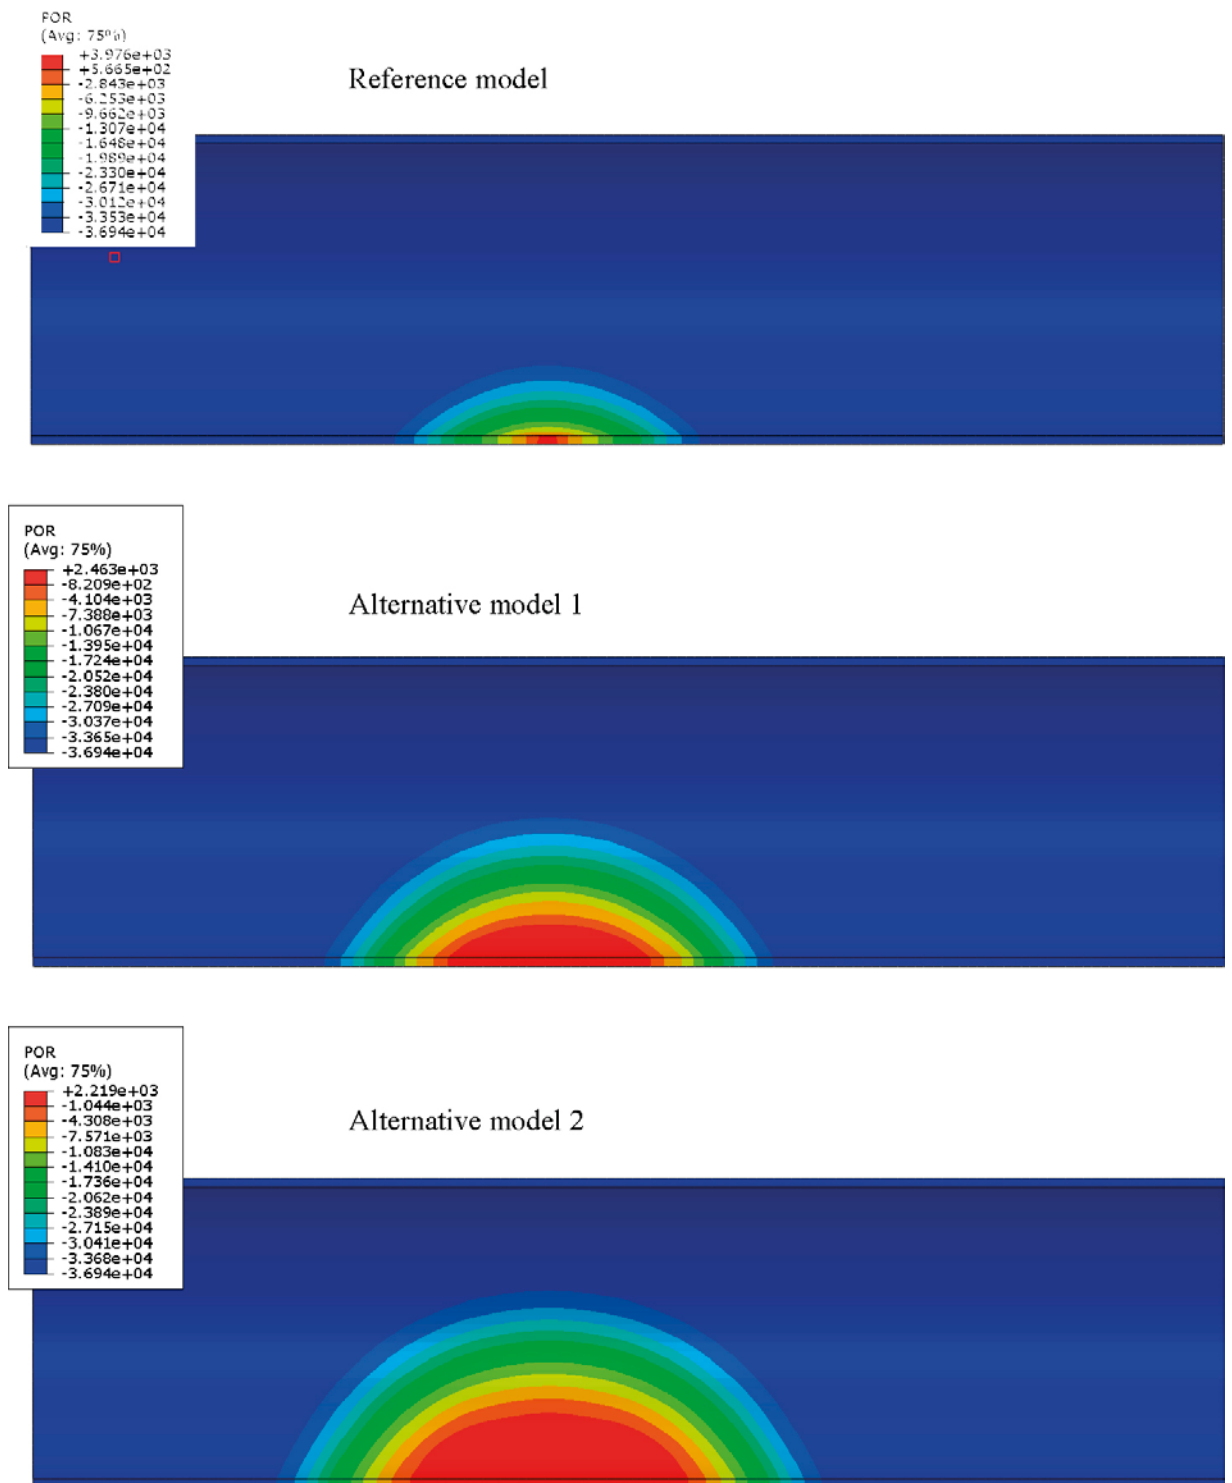 POR
(Avg: 75%)
+3.976e+03
+5.665e+02
-2.843e+03
-6.253e+03
-9.662e+03
-1.307e+04
-1.648e+04
-1.989e+04
-2.330e+04
-2.671e+04
-3.012e+04
-3.353e+04
-3.694e+04
Reference model
POR
(Avg: 75%)
+2.463e+03
-8.209e+02
-4.104e+03
-7.388e+03
-1.067e+04
-1.395e+04
-1.724e+04
-2.052e+04
-2.380e+04
-2.709e+04
-3.037e+04
-3.365e+04
-3.694e+04
Alternative model 1
POR
(Avg: 75%)
+2.219e+03
-1.044e+03
-4.308e+03
-7.571e+03
-1.083e+04
-1.410e+04
-1.736e+04
-2.062e+04
-2.389e+04
-2.715e+04
-3.041e+04
-3.368e+04
-3.694e+04
Alternative model 2